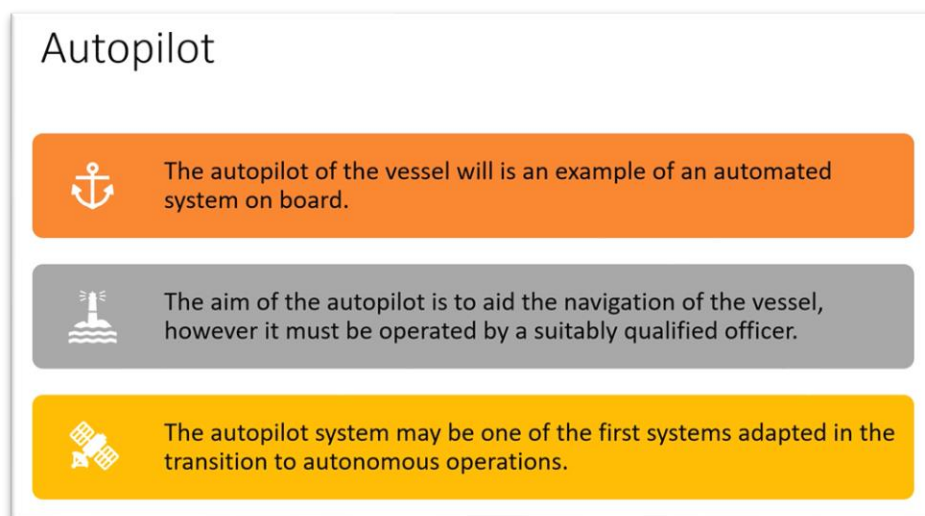 Autopilot
The autopilot of the vessel will is an example of an automated
system on board.
The aim of the autopilot is to aid the navigation of the vessel,
however it must be operated by a suitably qualified officer.
The autopilot system may be one of the first systems adapted in the
transition to autonomous operations.